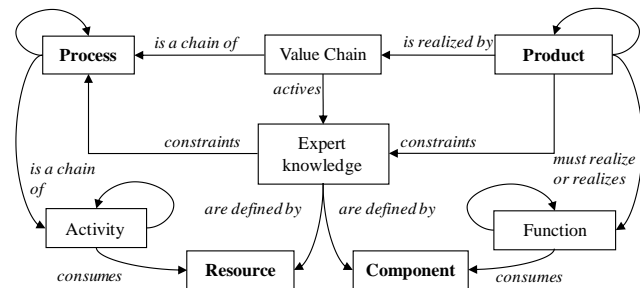 is a chain of
is realized by
Process
Value Chain
Product
actives
constraints
Expert
knowledge
constraints
is a chain
of
must realize
or realizes
Activity
are defined by
are defined by
Function
consumes
Resource
Component
consumes